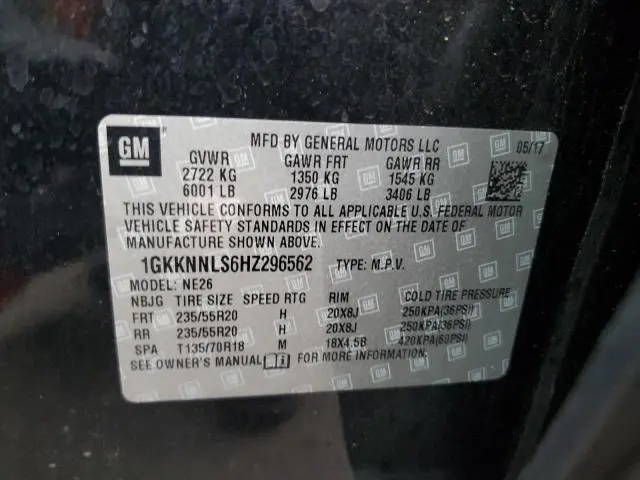 GM
MFD BY GENERAL MOTORS LLC 05/17
GVWR GAWR FRT GAWR RR
2722 KG 1350 KG 1545 KG
6001 LB 2976 LB 3406 LB
THIS VEHICLE CONFORMS TO ALL APPLICABLE U.S. FEDERAL MOTOR
VEHICLE SAFETY STANDARDS IN EFFECT ON THE DATE OF
MANUFACTURE SHOWN ABOVE.
1GKKNNLS6HZ296562 TYPE: M.P.V.
MODEL: NE26
NBJG TIRE SIZE SPEED RTG RIM COLD TIRE PRESSURE
FRT 235/55R20 H 20X8J 250KPA(36PSI)
RR 235/55R20 H 20X8J 250KPA(36PSI)
SPA T135/70R18 M 18X4.5B 420KPA(60PSI)
SEE OWNER'S MANUAL FOR MORE INFORMATION.